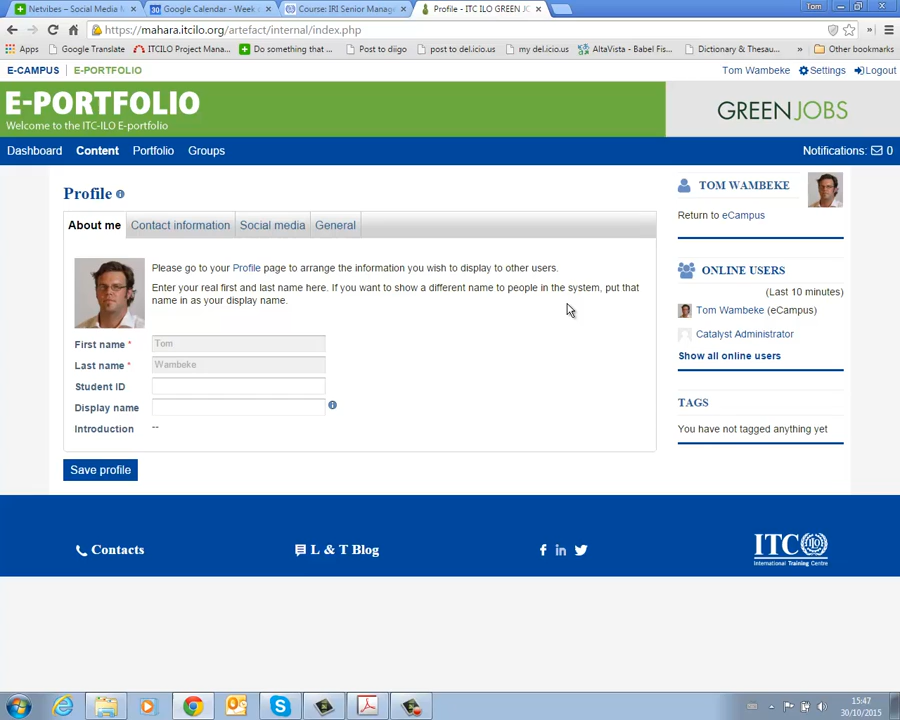 Netvibes – Social Media M
30 Google Calendar - Week
Course: IRI Senior Manage
Profile - ITC ILO GREEN JO
Tom
https://mahara.itcilo.org/artefact/internal/index.php
Apps Google Translate ITCILO Project Mana... Do something that ... Post to diigo post to del.icio.us my del.icio.us AltaVista - Babel Fis... Dictionary & Thesau... » Other bookmarks
E-CAMPUS E-PORTFOLIO Tom Wambeke Settings Logout
E-PORTFOLIO
Welcome to the ITC-ILO E-portfolio
GREENJOBS
Dashboard Content Portfolio Groups Notifications: 0
Profile
About me Contact information Social media General
Please go to your Profile page to arrange the information you wish to display to other users.
Enter your real first and last name here. If you want to show a different name to people in the system, put that
name in as your display name.
First name * Tom
Last name * Wambeke
Student ID
Display name
Introduction --
Save profile
TOM WAMBEKE
Return to eCampus
ONLINE USERS
(Last 10 minutes)
Tom Wambeke (eCampus)
Catalyst Administrator
Show all online users
TAGS
You have not tagged anything yet
Contacts L & T Blog
ITC
International Training Centre
15:47
30/10/2015